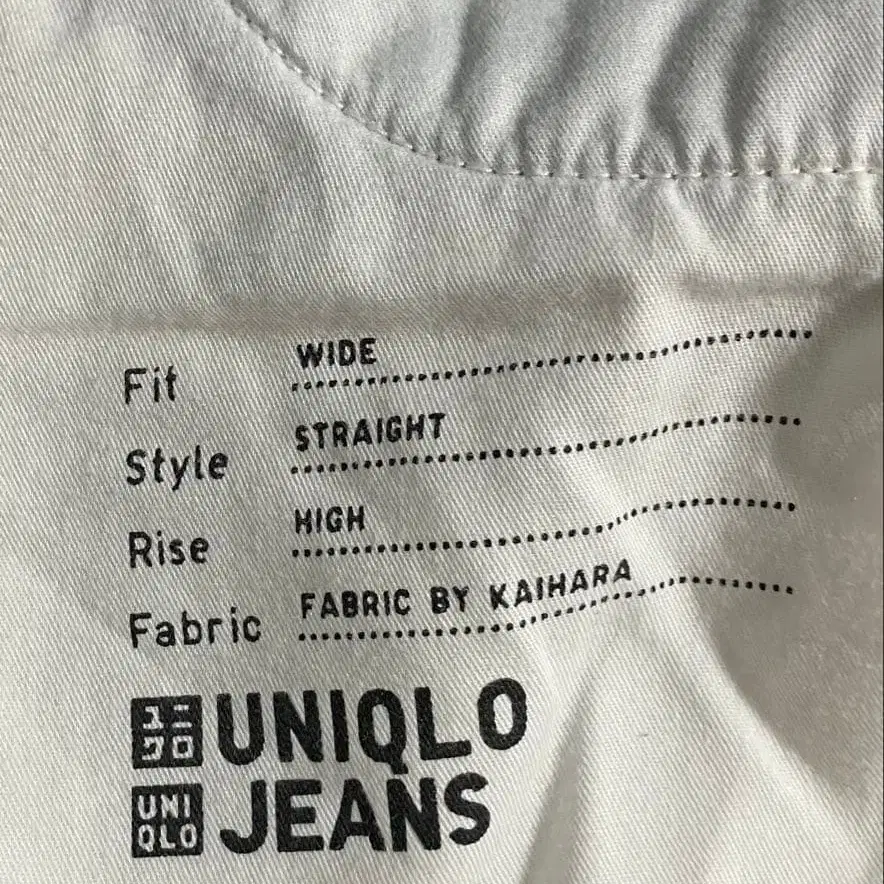 Fit WIDE
Style STRAIGHT
Rise HIGH
Fabric FABRIC BY KAIHARA
ユニクロ UNIQLO
UNIQLO JEANS